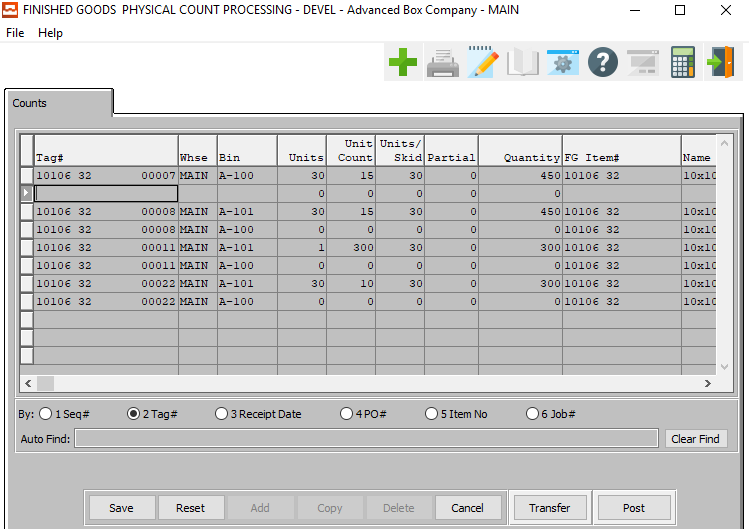 FINISHED GOODS PHYSICAL COUNT PROCESSING - DEVEL - Advanced Box Company - MAIN
File Help
Counts
Tag# Whse Bin Units Unit Count Units/ Skid Partial Quantity FG Item# Name
10106 32 00007 MAIN A-100 30 15 30 0 450 10106 32 10x10
0 0 0 0 0
10106 32 00008 MAIN A-101 30 15 30 0 450 10106 32 10x10
10106 32 00008 MAIN A-100 0 0 0 0 0 10106 32 10x10
10106 32 00011 MAIN A-101 1 300 30 0 300 10106 32 10x10
10106 32 00011 MAIN A-100 0 0 0 0 0 10106 32 10x10
10106 32 00022 MAIN A-101 30 10 30 0 300 10106 32 10x10
10106 32 00022 MAIN A-100 0 0 0 0 0 10106 32 10x10
By: 1 Seq# 2 Tag# 3 Receipt Date 4 PO# 5 Item No 6 Job#
Auto Find: Clear Find
Save Reset Add Copy Delete Cancel Transfer Post